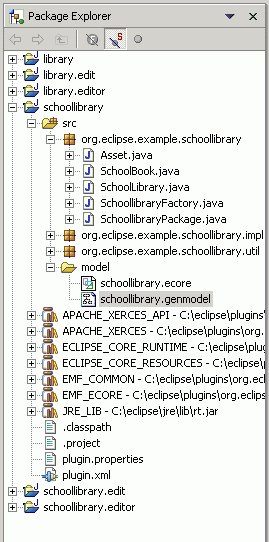 Package Explorer
library
library.edit
library.editor
schoollibrary
src
org.eclipse.example.schoollibrary
Asset.java
SchoolBook.java
SchoolLibrary.java
SchoollibraryFactory.java
SchoollibraryPackage.java
org.eclipse.example.schoollibrary.impl
org.eclipse.example.schoollibrary.util
model
schoollibrary.ecore
schoollibrary.genmodel
APACHE_XERCES_API - C:\eclipse\plugins\
APACHE_XERCES - C:\eclipse\plugins\org.
ECLIPSE_CORE_RUNTIME - C:\eclipse\plu
ECLIPSE_CORE_RESOURCES - C:\eclipse\
EMF_COMMON - C:\eclipse\plugins\org.e
EMF_ECORE - C:\eclipse\plugins\org.eclips
JRE_LIB - c:\eclipse\jre\lib\rt.jar
.classpath
.project
plugin.properties
plugin.xml
schoollibrary.edit
schoollibrary.editor